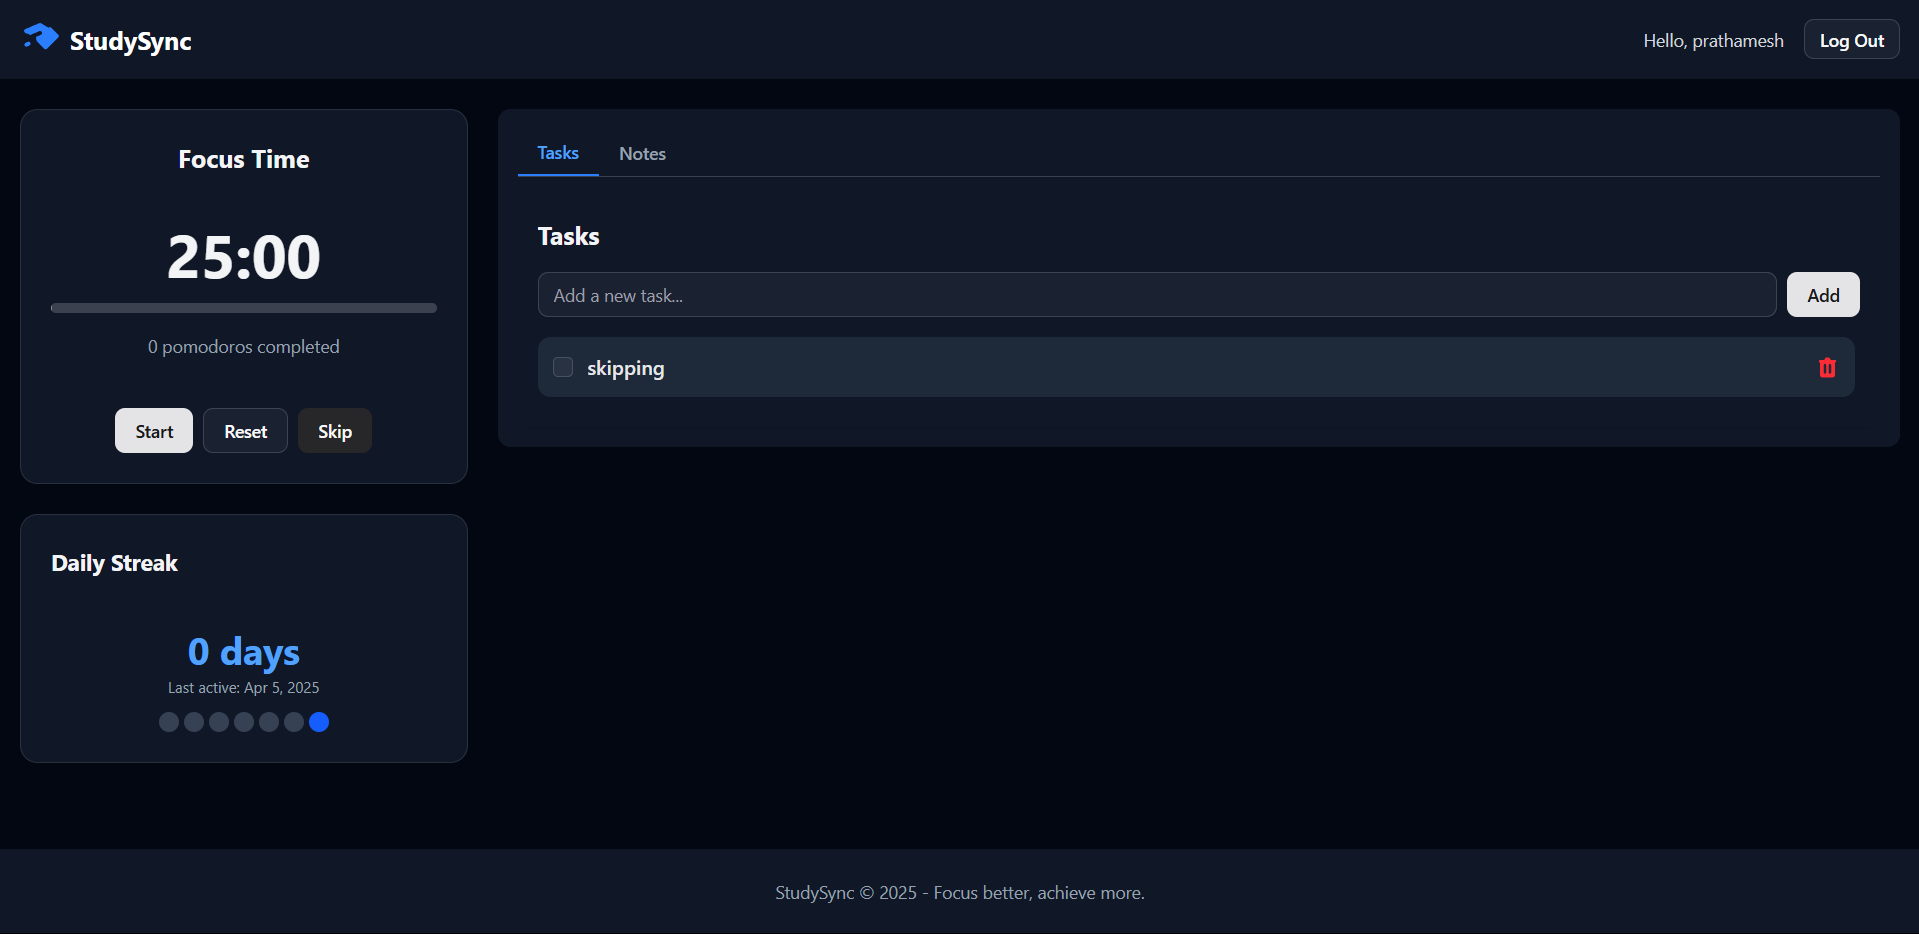 StudySync
Hello, prathamesh
Log Out
Focus Time
25:00
0 pomodoros completed
Start
Reset
Skip
Daily Streak
0 days
Last active: Apr 5, 2025
Tasks
Notes
Tasks
Add a new task...
Add
skipping
StudySync © 2025 - Focus better, achieve more.